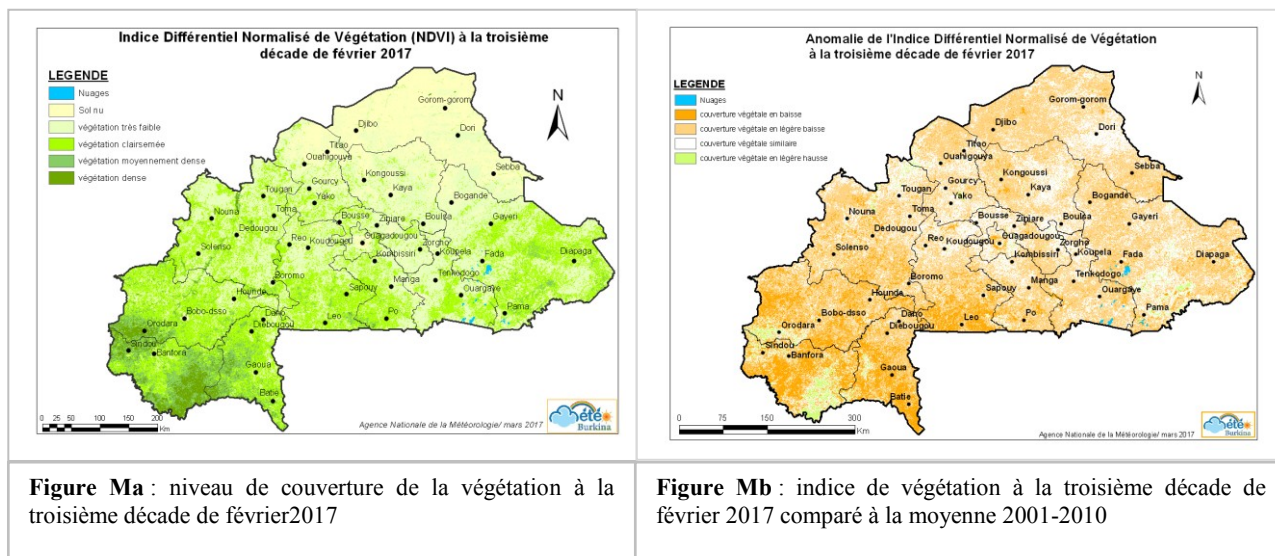 Indice Différentiel Normalisé de Végétation (NDVI) à la troisième
décade de février 2017
LEGENDE
Nuages
Sol nu
végétation très faible
végétation clairsemée
végétation moyennement dense
végétation dense
N
Gorom-gorom
Djibo
Dori
Titao
Ouahigouya
Kongoussi
Sebba
Gourcy
Kaya
Tougan
Yako
Bogande
Nouna
Toma
Bousse
Ziniare
Boulsa
Gayeri
Dedougou
Reo
Koudougou
Ouagadougou
Zorgho
Solenso
Kombissiri
Koupela
Fada
Diapaga
Boromo
Manga
Tenkodogo
Hounde
Sapouy
Ouargaye
Pama
Orodara
Bobo-dsso
Dano
Diebougou
Leo
Po
Sindou
Banfora
Gaoua
Batie
0 25 50 100 150 200
Km
Agence Nationale de la Météorologie/ mars 2017
Météo
Burkina
Anomalie de l'Indice Différentiel Normalisé de Végétation
à la troisième décade de février 2017
LEGENDE
Nuages
couverture végétale en baisse
couverture végétale en légère baisse
couverture végétale similaire
couverture végétale en légère hausse
N
Gorom-gorom
Djibo
Dori
Titao
Ouahigouya
Kongoussi
Sebba
Gourcy
Kaya
Tougan
Yako
Bogande
Nouna
Toma
Bousse
Ziniare
Boulsa
Gayeri
Dedougou
Reo
Koudougou
Ouagadougou
Zorgho
Solenso
Kombissiri
Koupela
Fada
Diapaga
Boromo
Manga
Tenkodogo
Hounde
Sapouy
Ouargaye
Pama
Orodara
Bobo-dsso
Dano
Diebougou
Leo
Po
Sindou
Banfora
Gaoua
Batie
0 75 150 300
Km
Agence Nationale de la Météorologie/ mars 2017
Météo
Burkina
Figure Ma : niveau de couverture de la végétation à la
troisième décade de février2017
Figure Mb : indice de végétation à la troisième décade de
février 2017 comparé à la moyenne 2001-2010